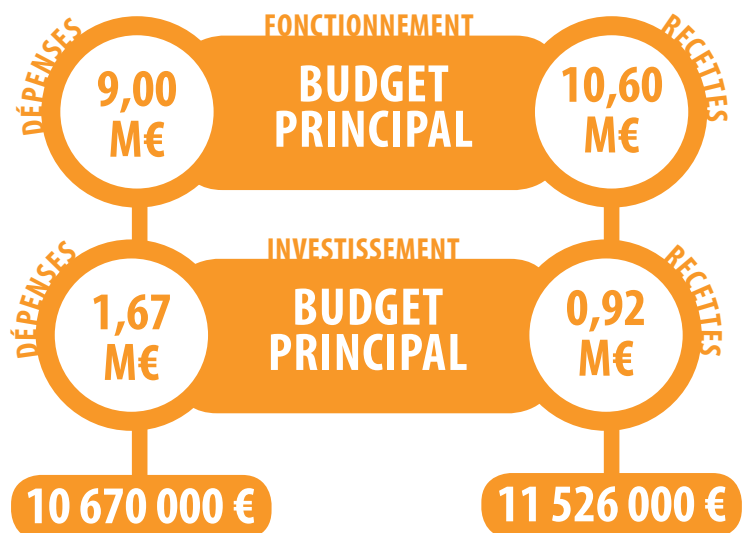 FONCTIONNEMENT
DÉPENSES
9,00
M€
BUDGET
PRINCIPAL
RECETTES
10,60
M€
INVESTISSEMENT
DÉPENSES
1,67
M€
BUDGET
PRINCIPAL
RECETTES
0,92
M€
10 670 000 €
11 526 000 €